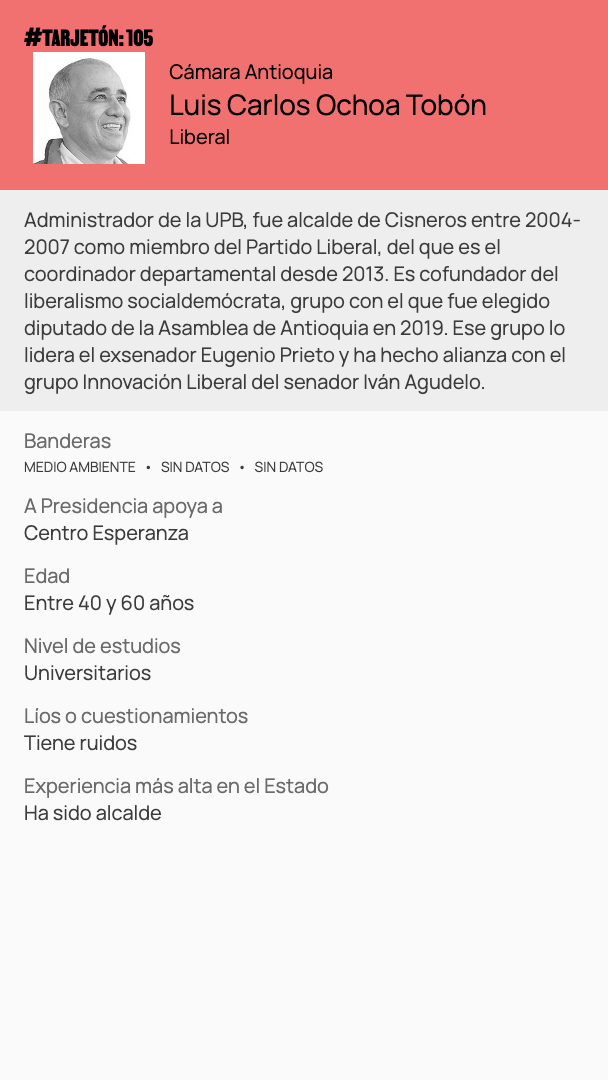 #TARJETÓN: 105
Cámara Antioquia
Luis Carlos Ochoa Tobón
Liberal
Administrador de la UPB, fue alcalde de Cisneros entre 2004-
2007 como miembro del Partido Liberal, del que es el
coordinador departamental desde 2013. Es cofundador del
liberalismo socialdemócrata, grupo con el que fue elegido
diputado de la Asamblea de Antioquia en 2019. Ese grupo lo
lidera el exsenador Eugenio Prieto y ha hecho alianza con el
grupo Innovación Liberal del senador Iván Agudelo.
Banderas
MEDIO AMBIENTE • SIN DATOS • SIN DATOS
A Presidencia apoya a
Centro Esperanza
Edad
Entre 40 y 60 años
Nivel de estudios
Universitarios
Líos o cuestionamientos
Tiene ruidos
Experiencia más alta en el Estado
Ha sido alcalde